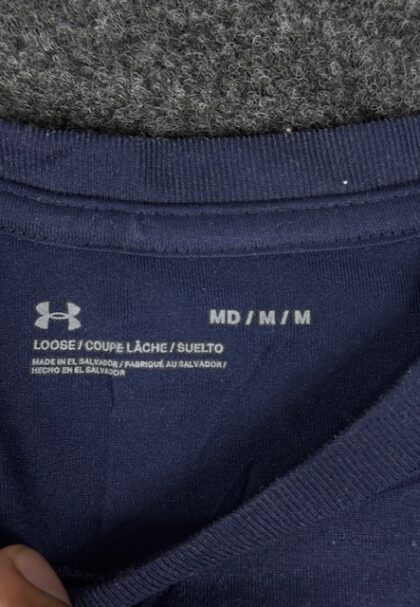 MD / M / M
LOOSE / COUPE LÂCHE / SUELTO
MADE IN EL SALVADOR / FABRIQUÉ AU SALVADOR /
HECHO EN EL SALVADOR